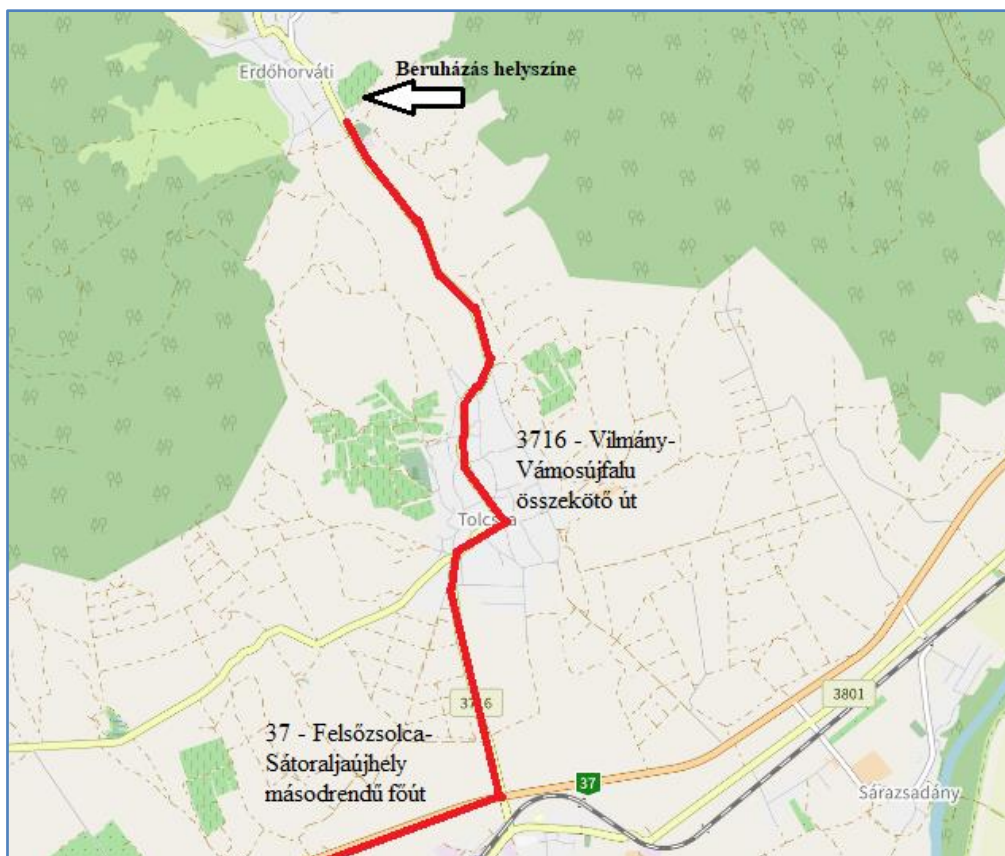 Erdőhorváti
Beruházás helyszíne
3716 - Vilmány-
Vámosújfalu
összekötő út
Tolcsva
3716
3801
37 - Felsőzsolca-
Sátoraljaújhely
másodrendű főút
37
Sárazsadány